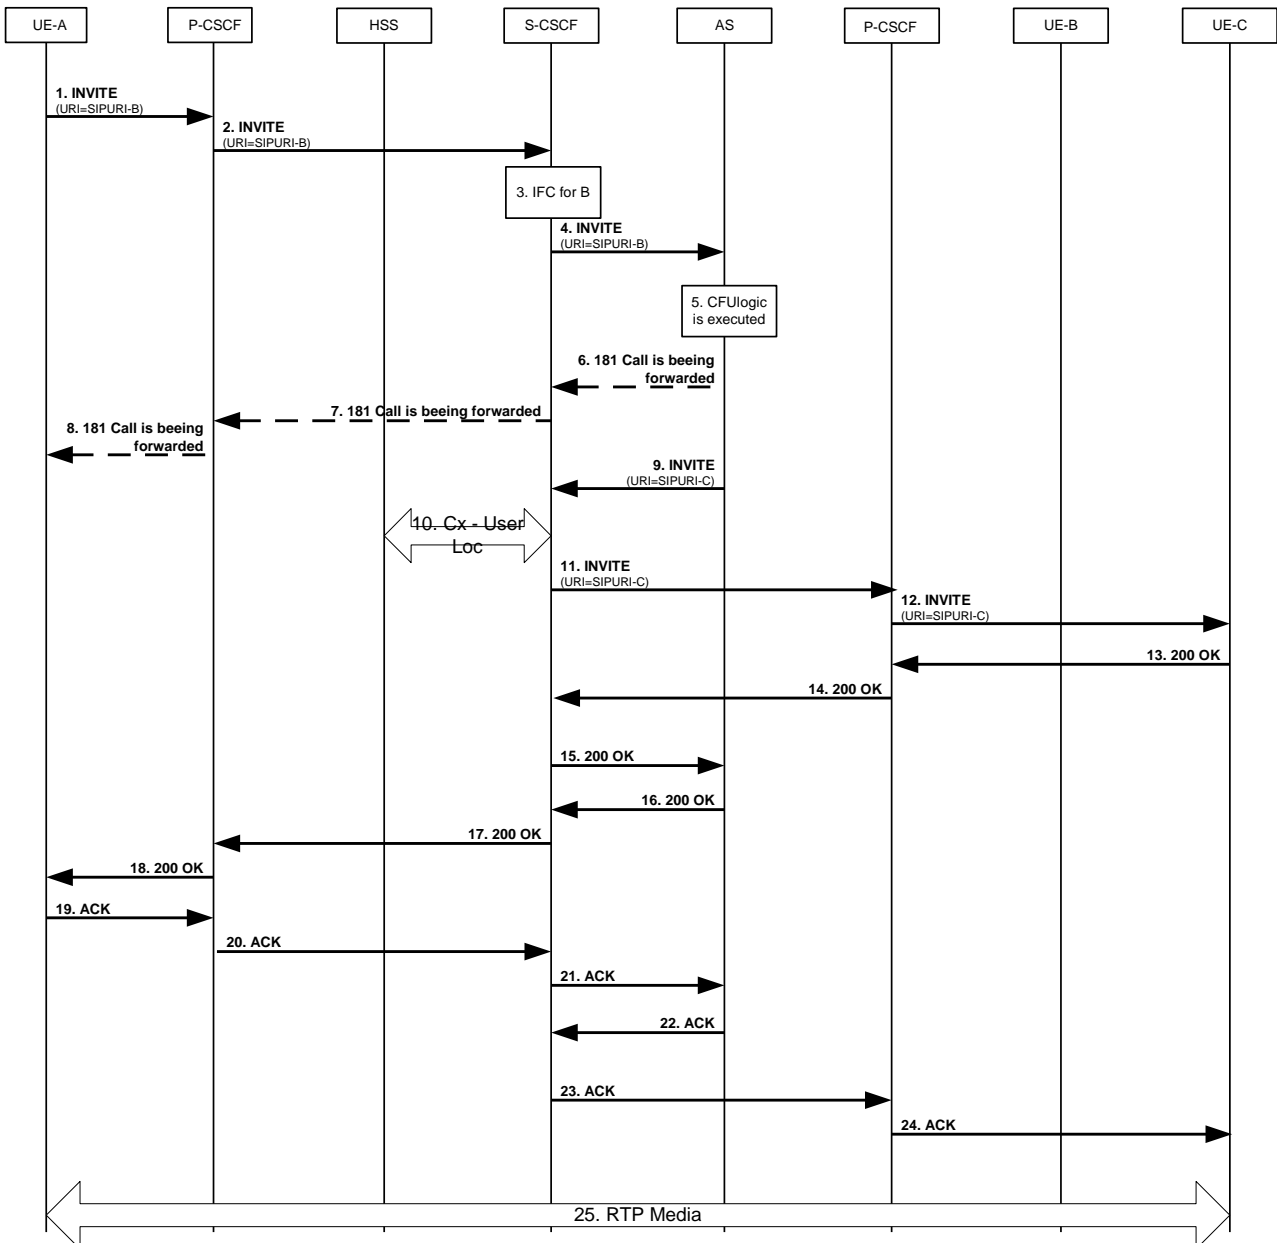 UE-A
P-CSCF
HSS
S-CSCF
AS
P-CSCF
UE-B
UE-C
1. INVITE
(URI=SIPURI-B)
2. INVITE
(URI=SIPURI-B)
3. IFC for B
4. INVITE
(URI=SIPURI-B)
5. CFUlogic
is executed
6. 181 Call is beeing
forwarded
7. 181 Call is beeing forwarded
8. 181 Call is beeing
forwarded
9. INVITE
(URI=SIPURI-C)
10. Cx - User
Loc
11. INVITE
(URI=SIPURI-C)
12. INVITE
(URI=SIPURI-C)
13. 200 OK
14. 200 OK
15. 200 OK
16. 200 OK
17. 200 OK
18. 200 OK
19. ACK
20. ACK
21. ACK
22. ACK
23. ACK
24. ACK
25. RTP Media